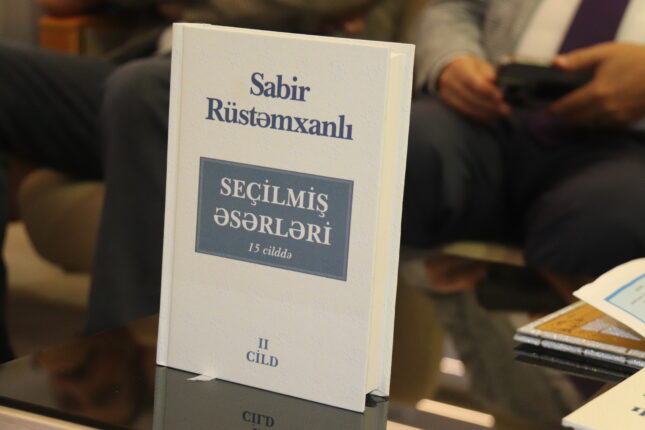 Sabir
Rüstəmxanlı
SEÇİLMİŞ
ƏSƏRLƏRİ
15 cilddə
II
CİLD